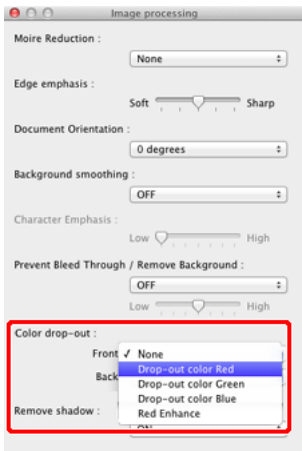 Image processing
Moire Reduction :
None
Edge emphasis :
Soft Sharp
Document Orientation :
0 degrees
Background smoothing :
OFF
Character Emphasis :
Low High
Prevent Bleed Through / Remove Background :
OFF
Low High
Color drop-out :
Front ✓ None
Drop-out color Red
Back Drop-out color Green
Drop-out color Blue
Remove shadow : Red Enhance
ON